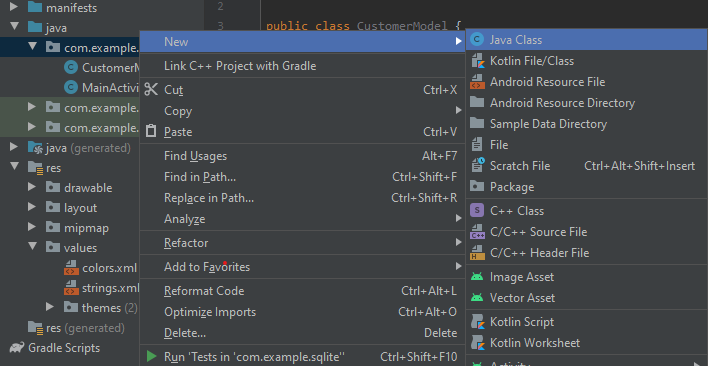 manifests
java
com.example.
CustomerM
MainActivi
com.example.
com.example.
java (generated)
res
drawable
layout
mipmap
values
colors.xml
strings.xml
themes (2)
res (generated)
Gradle Scripts
2
3
public class CustomerModel {
New
Link C++ Project with Gradle
Cut Ctrl+X
Copy
Paste Ctrl+V
Find Usages Alt+F7
Find in Path... Ctrl+Shift+F
Replace in Path... Ctrl+Shift+R
Analyze
Refactor
Add to Favorites
Reformat Code Ctrl+Alt+L
Optimize Imports Ctrl+Alt+O
Delete... Delete
Run 'Tests in 'com.example.sqlite'' Ctrl+Shift+F10
Java Class
Kotlin File/Class
Android Resource File
Android Resource Directory
Sample Data Directory
File
Scratch File Ctrl+Alt+Shift+Insert
Package
C++ Class
C/C++ Source File
C/C++ Header File
Image Asset
Vector Asset
Kotlin Script
Kotlin Worksheet
Activity